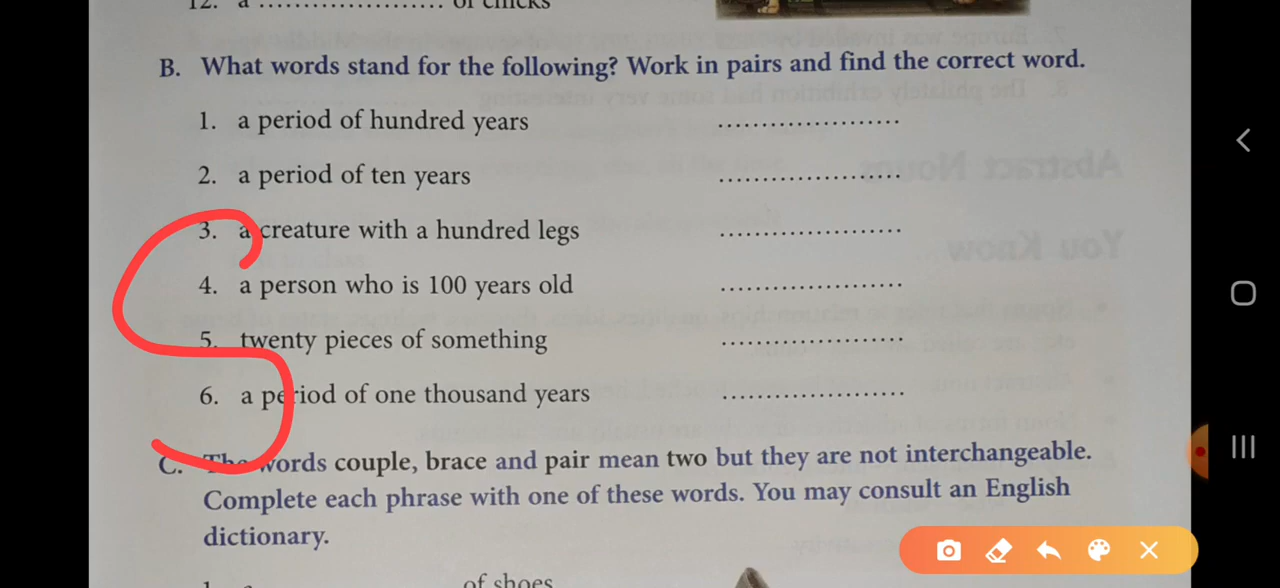 12. a .................... of chicks
B. What words stand for the following? Work in pairs and find the correct word.
1. a period of hundred years ....................
2. a period of ten years ....................
3. a creature with a hundred legs ....................
4. a person who is 100 years old ....................
5. twenty pieces of something ....................
6. a period of one thousand years ....................
C. The words couple, brace and pair mean two but they are not interchangeable.
Complete each phrase with one of these words. You may consult an English
dictionary.
1. a of shoes